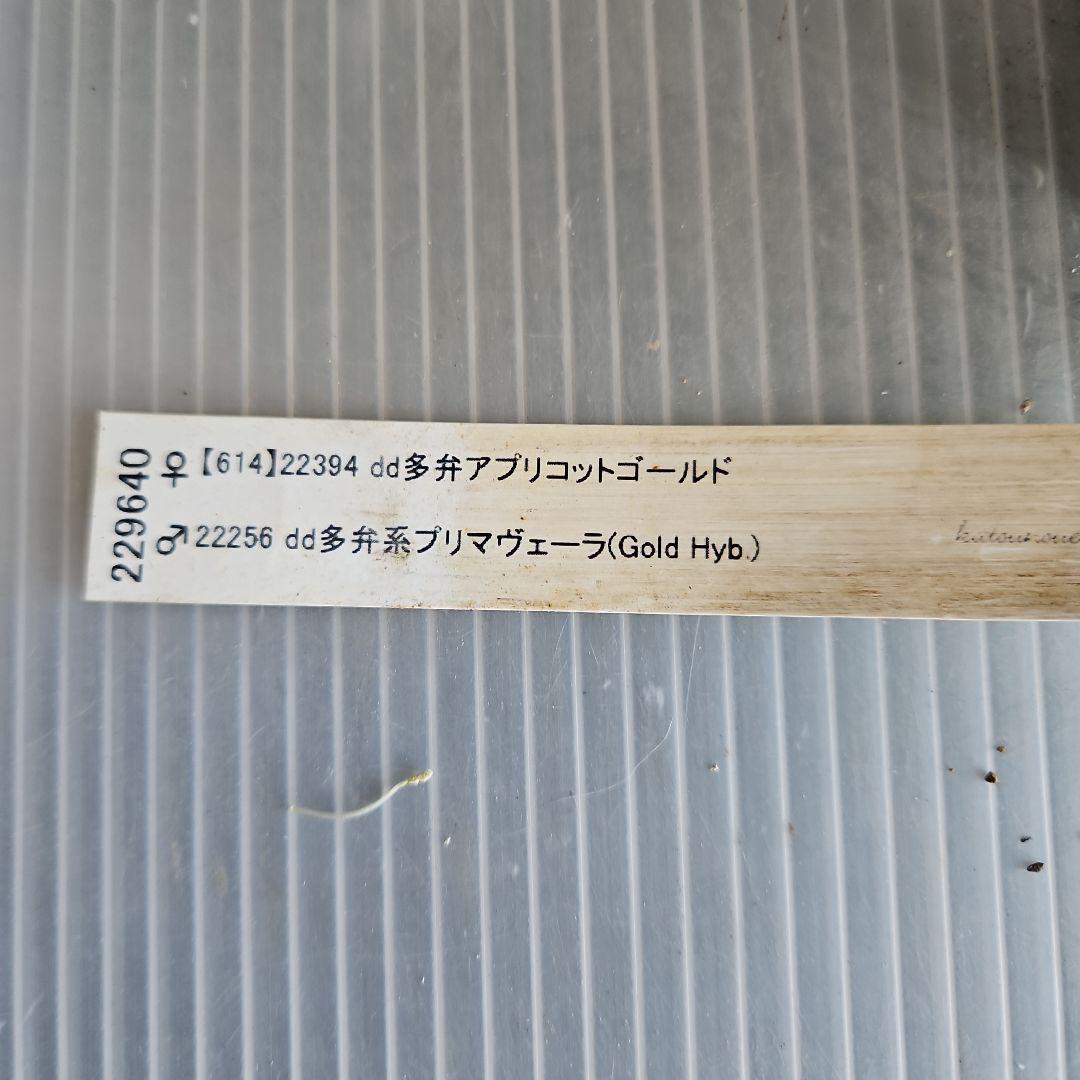 229640
♀【614】22394 dd多弁アプリコットゴールド
♂22256 dd多弁系プリマヴェーラ(Gold Hyb.)